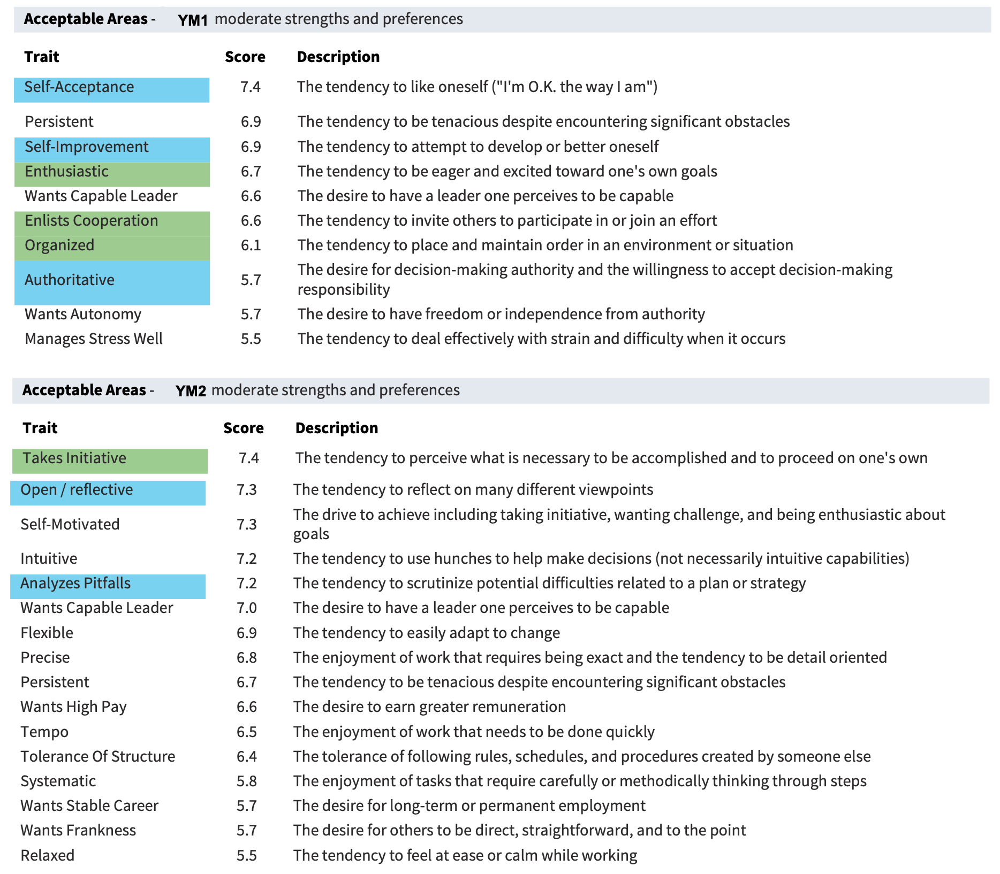 Acceptable Areas - YM1 moderate strengths and preferences
Trait Score Description
Self-Acceptance 7.4 The tendency to like oneself ("I'm O.K. the way I am")
Persistent 6.9 The tendency to be tenacious despite encountering significant obstacles
Self-Improvement 6.9 The tendency to attempt to develop or better oneself
Enthusiastic 6.7 The tendency to be eager and excited toward one's own goals
Wants Capable Leader 6.6 The desire to have a leader one perceives to be capable
Enlists Cooperation 6.6 The tendency to invite others to participate in or join an effort
Organized 6.1 The tendency to place and maintain order in an environment or situation
Authoritative 5.7 The desire for decision-making authority and the willingness to accept decision-making
responsibility
Wants Autonomy 5.7 The desire to have freedom or independence from authority
Manages Stress Well 5.5 The tendency to deal effectively with strain and difficulty when it occurs
Acceptable Areas - YM2 moderate strengths and preferences
Trait Score Description
Takes Initiative 7.4 The tendency to perceive what is necessary to be accomplished and to proceed on one's own
Open / reflective 7.3 The tendency to reflect on many different viewpoints
Self-Motivated 7.3 The drive to achieve including taking initiative, wanting challenge, and being enthusiastic about
goals
Intuitive 7.2 The tendency to use hunches to help make decisions (not necessarily intuitive capabilities)
Analyzes Pitfalls 7.2 The tendency to scrutinize potential difficulties related to a plan or strategy
Wants Capable Leader 7.0 The desire to have a leader one perceives to be capable
Flexible 6.9 The tendency to easily adapt to change
Precise 6.8 The enjoyment of work that requires being exact and the tendency to be detail oriented
Persistent 6.7 The tendency to be tenacious despite encountering significant obstacles
Wants High Pay 6.6 The desire to earn greater remuneration
Tempo 6.5 The enjoyment of work that needs to be done quickly
Tolerance Of Structure 6.4 The tolerance of following rules, schedules, and procedures created by someone else
Systematic 5.8 The enjoyment of tasks that require carefully or methodically thinking through steps
Wants Stable Career 5.7 The desire for long-term or permanent employment
Wants Frankness 5.7 The desire for others to be direct, straightforward, and to the point
Relaxed 5.5 The tendency to feel at ease or calm while working